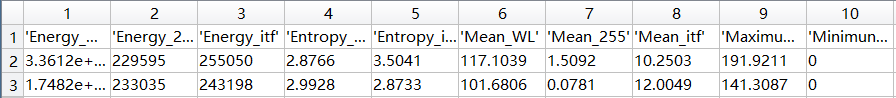 1 2 3 4 5 6 7 8 9 10
1 'Energy_... 'Energy_2... 'Energy_itf' 'Entropy_... 'Entropy_i... 'Mean_WL' 'Mean_255' 'Mean_itf' 'Maximu... 'Minimun...
2 3.3612e+... 229595 255050 2.8766 3.5041 117.1039 1.5092 10.2503 191.9211 0
3 1.7482e+... 233035 243198 2.9928 2.8733 101.6806 0.0781 12.0049 141.3087 0